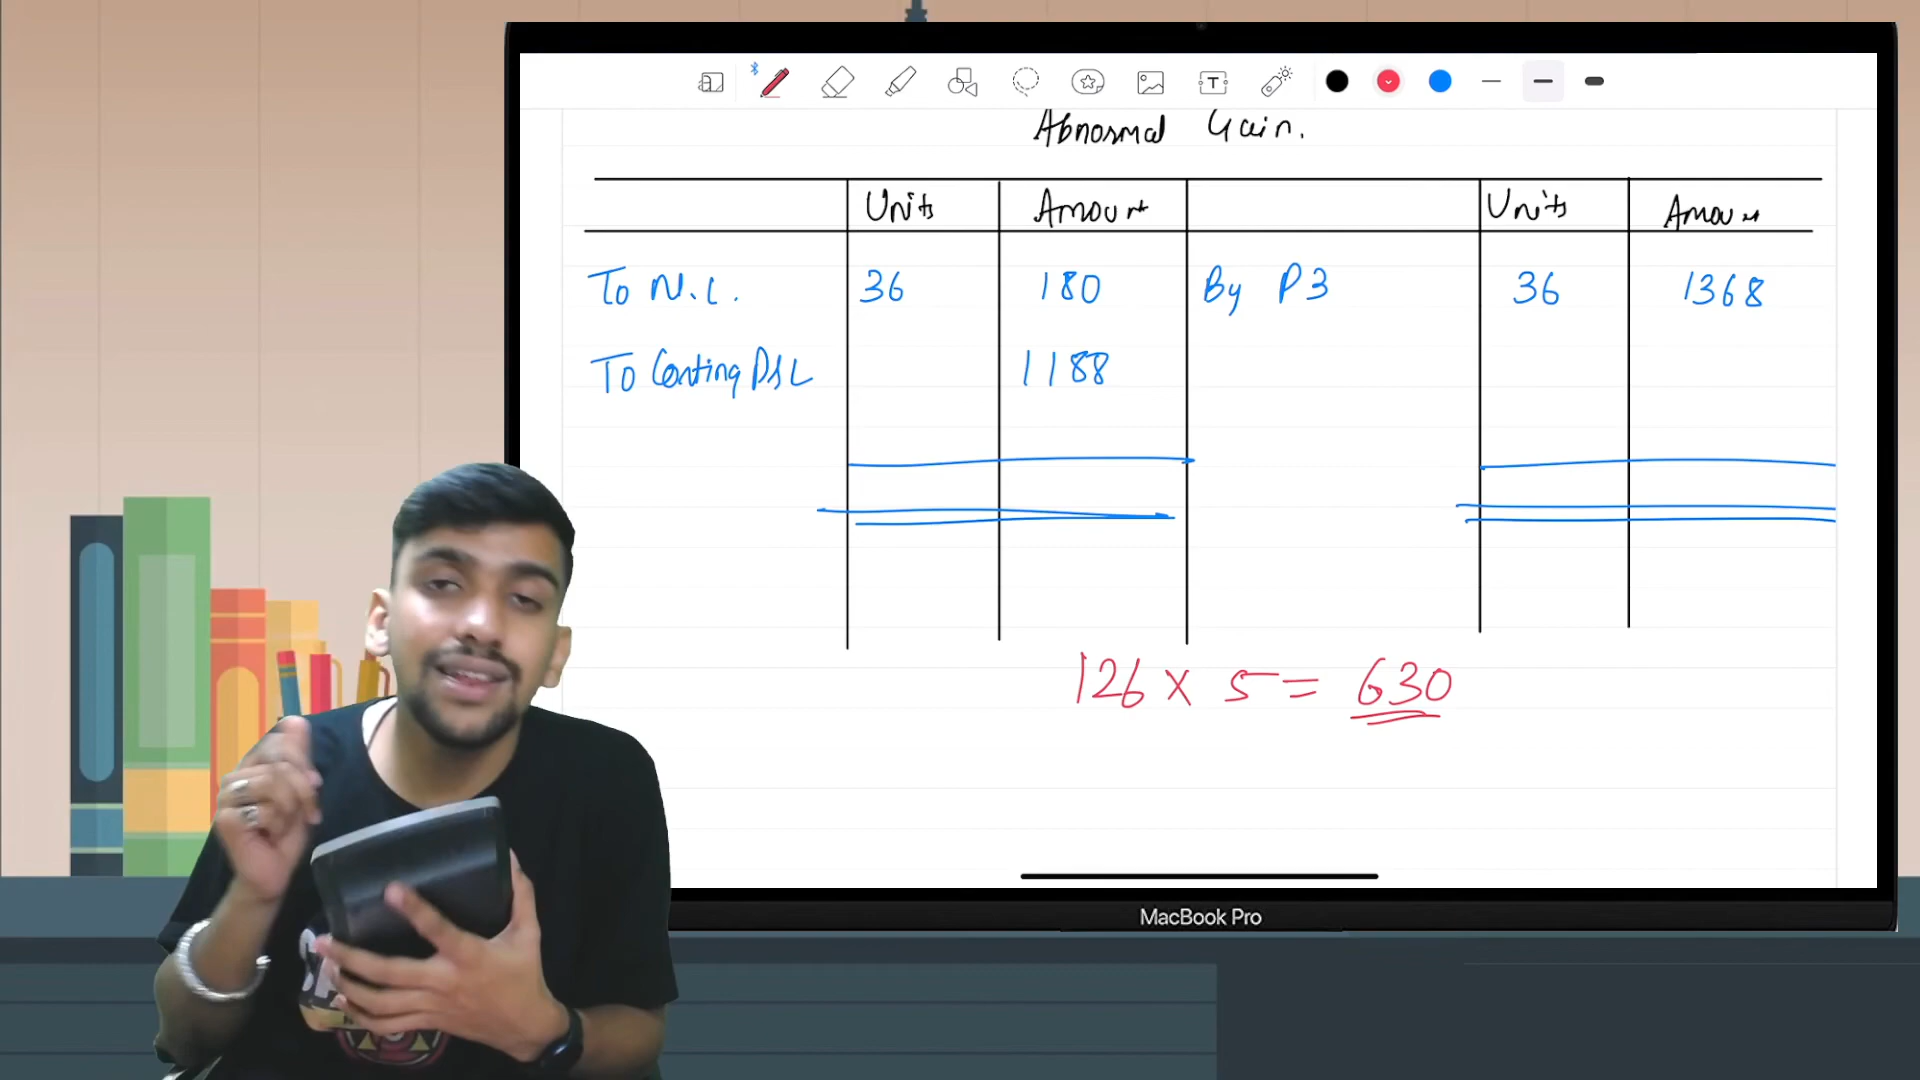 Abnormal Gain.
Units Amount Units Amount
To N.L. 36 180 By P3 36 1368
To Costing P&L 1188
126 x 5 = 630
MacBook Pro